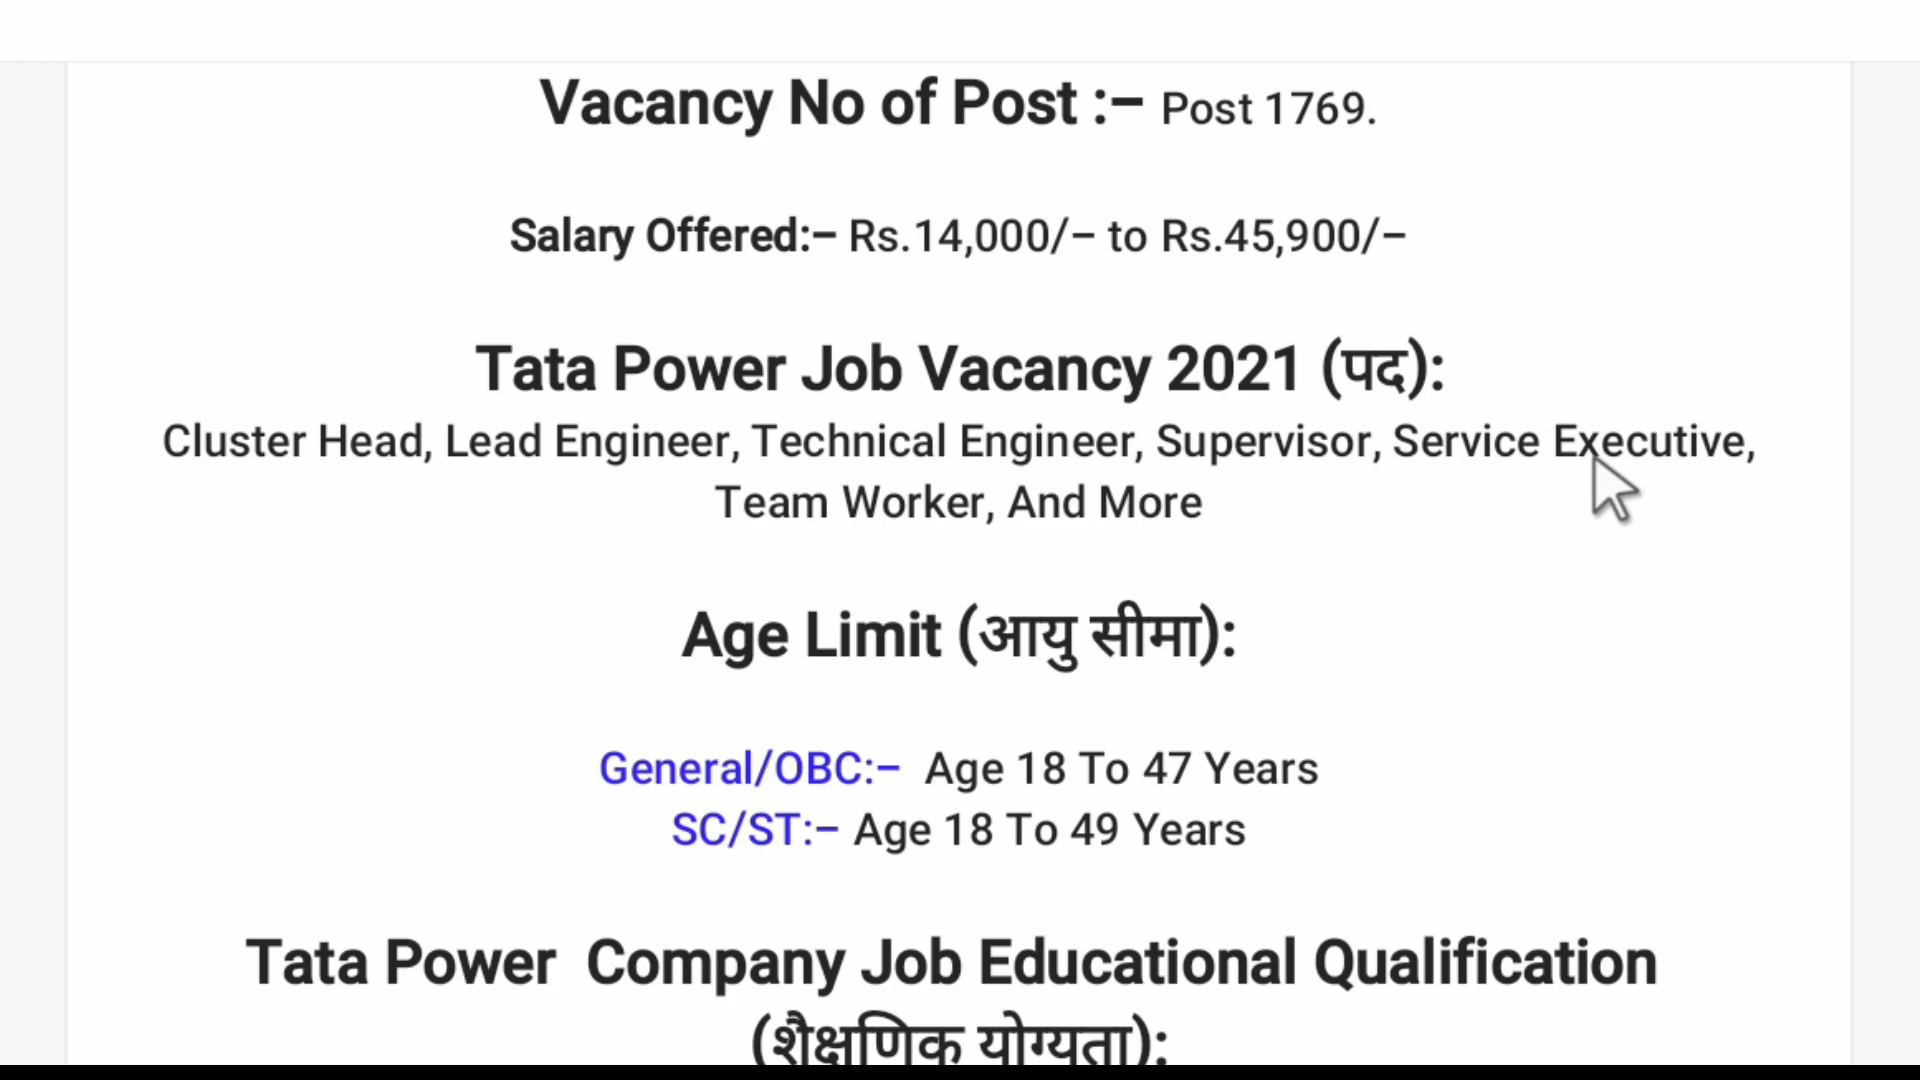 Vacancy No of Post :– Post 1769.
Salary Offered:– Rs.14,000/– to Rs.45,900/–
Tata Power Job Vacancy 2021 (पद):
Cluster Head, Lead Engineer, Technical Engineer, Supervisor, Service Executive,
Team Worker, And More
Age Limit (आयु सीमा):
General/OBC:– Age 18 To 47 Years
SC/ST:– Age 18 To 49 Years
Tata Power Company Job Educational Qualification
(शैक्षणिक योग्यता):